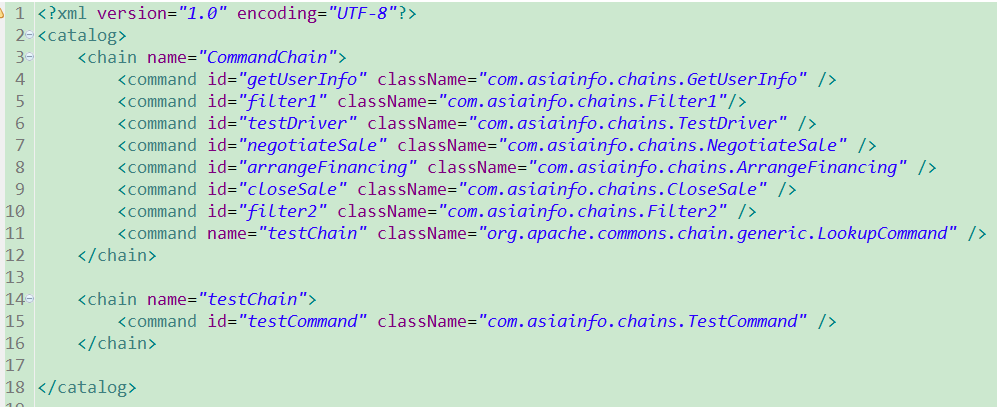 1 <?xml version="1.0" encoding="UTF-8"?>
2 <catalog>
3 <chain name="CommandChain">
4 <command id="getUserInfo" className="com.asiainfo.chains.GetUserInfo" />
5 <command id="filter1" className="com.asiainfo.chains.Filter1"/>
6 <command id="testDriver" className="com.asiainfo.chains.TestDriver" />
7 <command id="negotiateSale" className="com.asiainfo.chains.NegotiateSale" />
8 <command id="arrangeFinancing" className="com.asiainfo.chains.ArrangeFinancing" />
9 <command id="closeSale" className="com.asiainfo.chains.CloseSale" />
10 <command id="filter2" className="com.asiainfo.chains.Filter2" />
11 <command name="testChain" className="org.apache.commons.chain.generic.LookupCommand" />
12 </chain>
13
14 <chain name="testChain">
15 <command id="testCommand" className="com.asiainfo.chains.TestCommand" />
16 </chain>
17
18 </catalog>